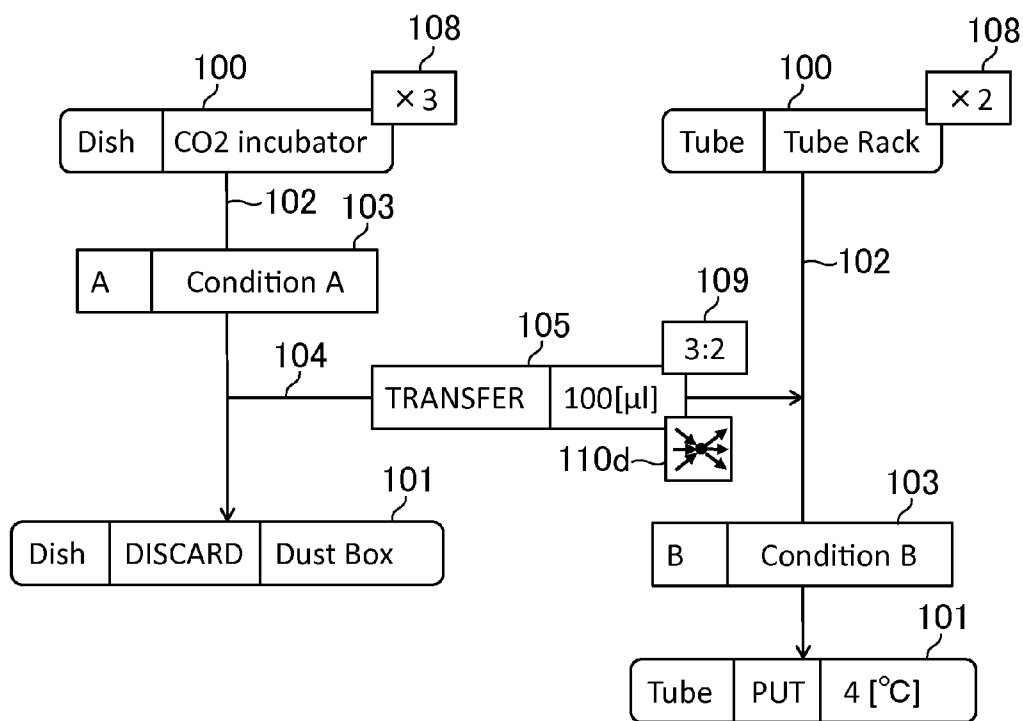 108
108
100
× 3
100
× 2
Dish CO2 incubator
Tube Tube Rack
102
103
A Condition A
102
109
105
3:2
104
TRANSFER 100[µl]
110d
101
103
Dish DISCARD Dust Box
B Condition B
101
Tube PUT 4 [℃]